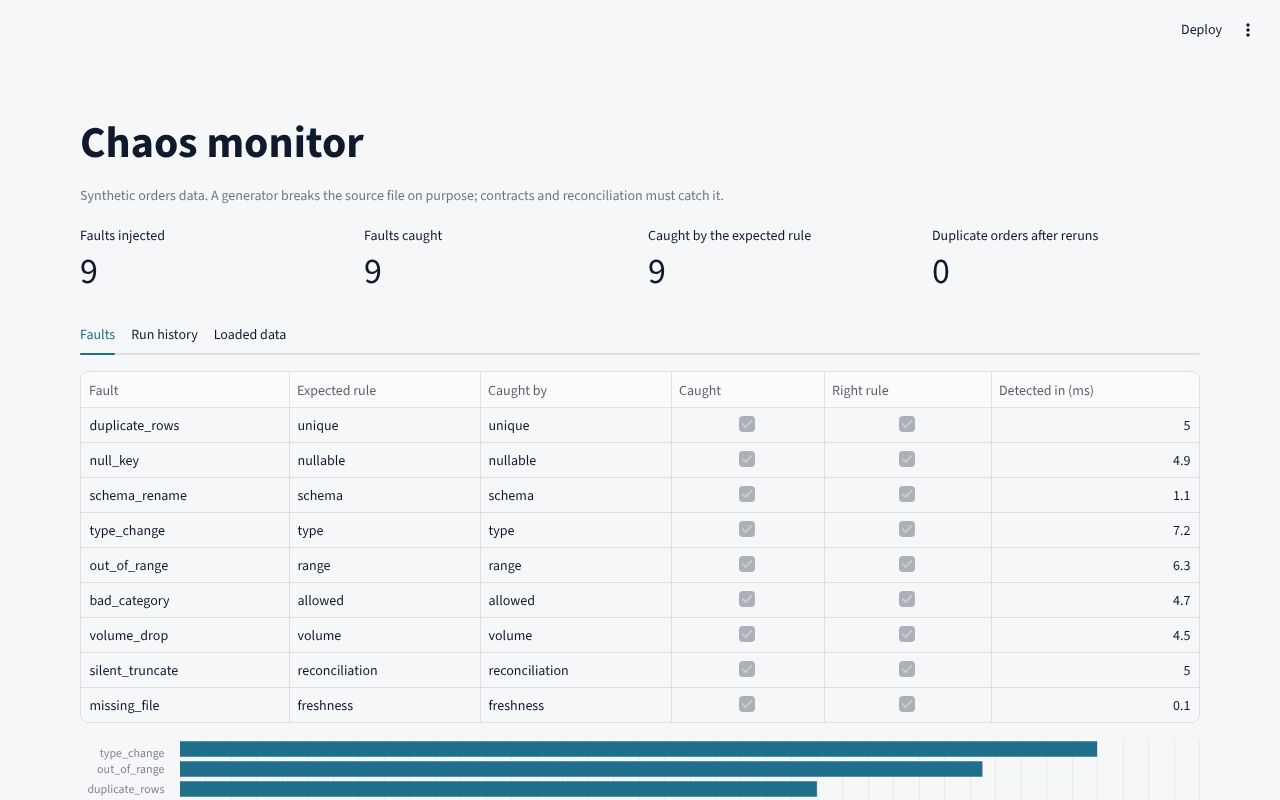 Deploy
Chaos monitor
Synthetic orders data. A generator breaks the source file on purpose; contracts and reconciliation must catch it.
Faults injected Faults caught Caught by the expected rule Duplicate orders after reruns
9 9 9 0
Faults Run history Loaded data
Fault Expected rule Caught by Caught Right rule Detected in (ms)
duplicate_rows unique unique 5
null_key nullable nullable 4.9
schema_rename schema schema 1.1
type_change type type 7.2
out_of_range range range 6.3
bad_category allowed allowed 4.7
volume_drop volume volume 4.5
silent_truncate reconciliation reconciliation 5
missing_file freshness freshness 0.1
type_change
out_of_range
duplicate_rows